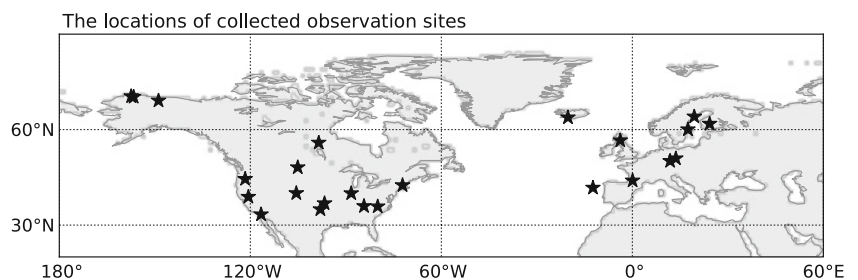 The locations of collected observation sites
60°N
30°N
180° 120°W 60°W 0° 60°E